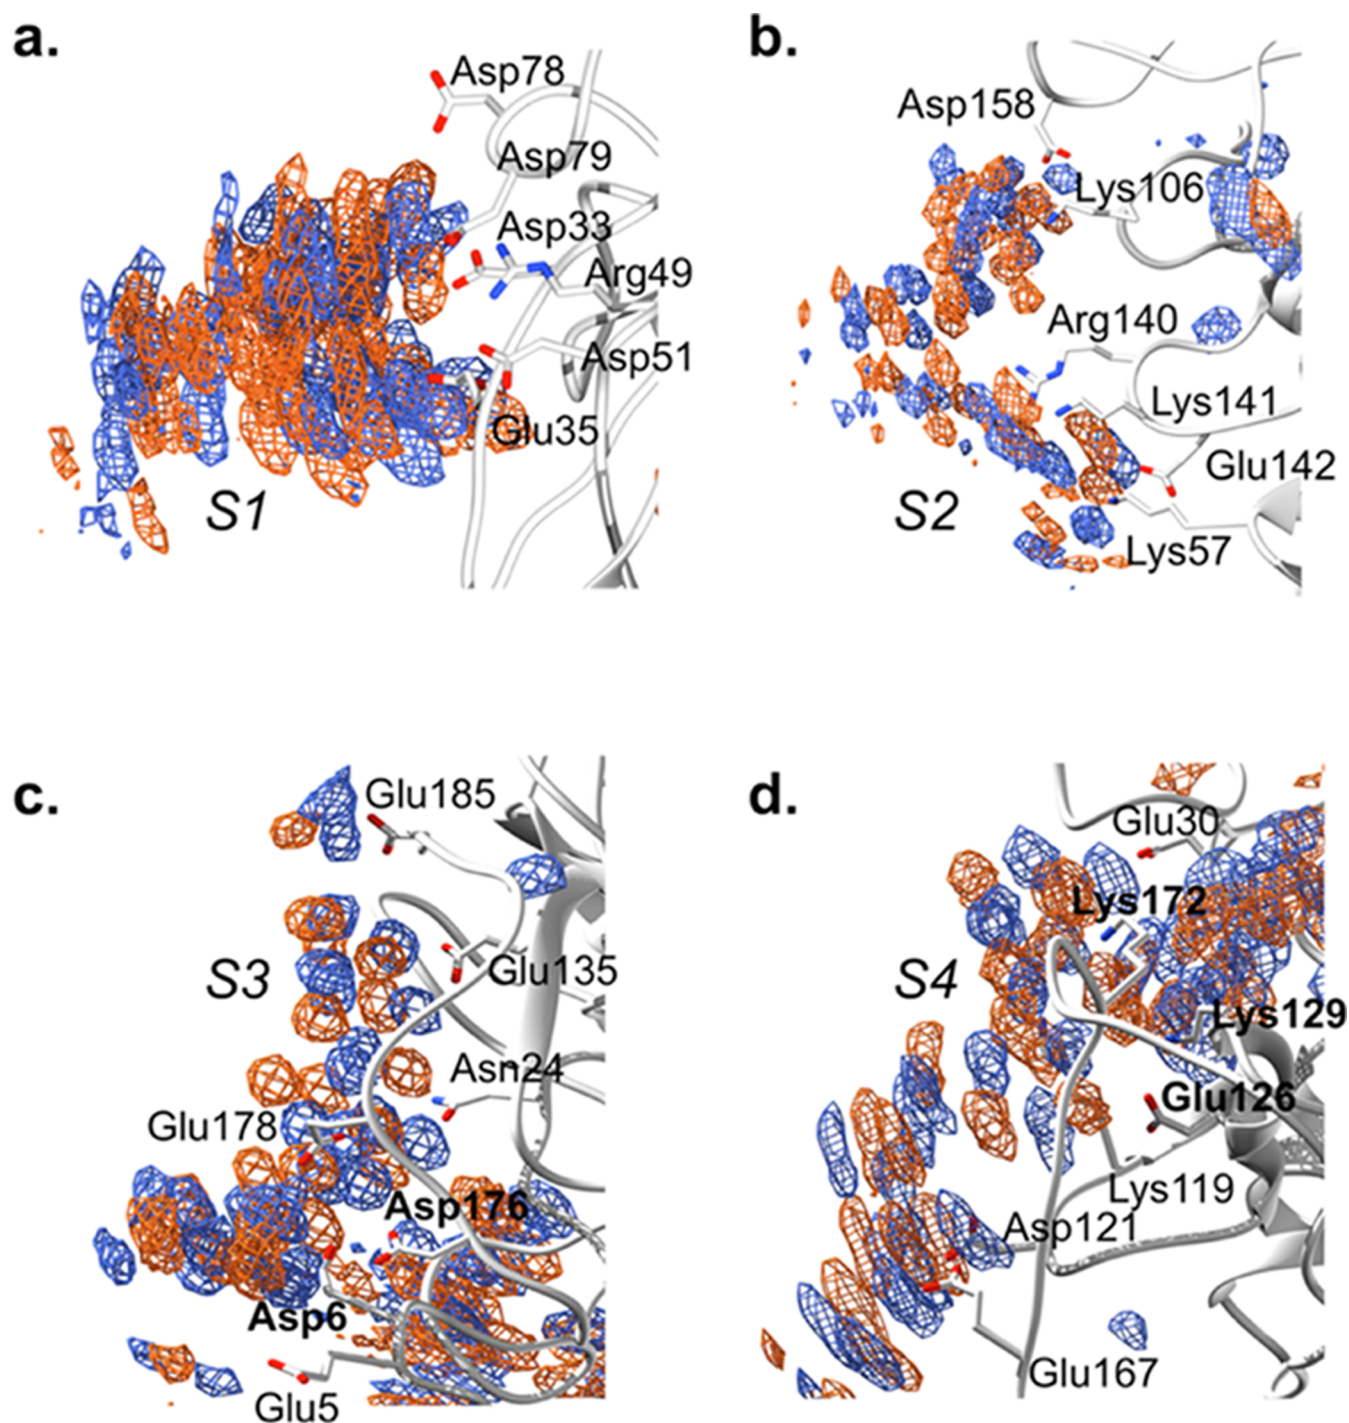 a.
Asp78
Asp79
Asp33
Arg49
Asp51
Glu35
S1
b.
Asp158
Lys106
Arg140
Lys141
Glu142
S2
Lys57
c.
Glu185
S3
Glu135
Asn24
Glu178
Asp176
Asp6
Glu5
d.
Glu30
Lys172
S4
Lys129
Glu126
Lys119
Asp121
Glu167